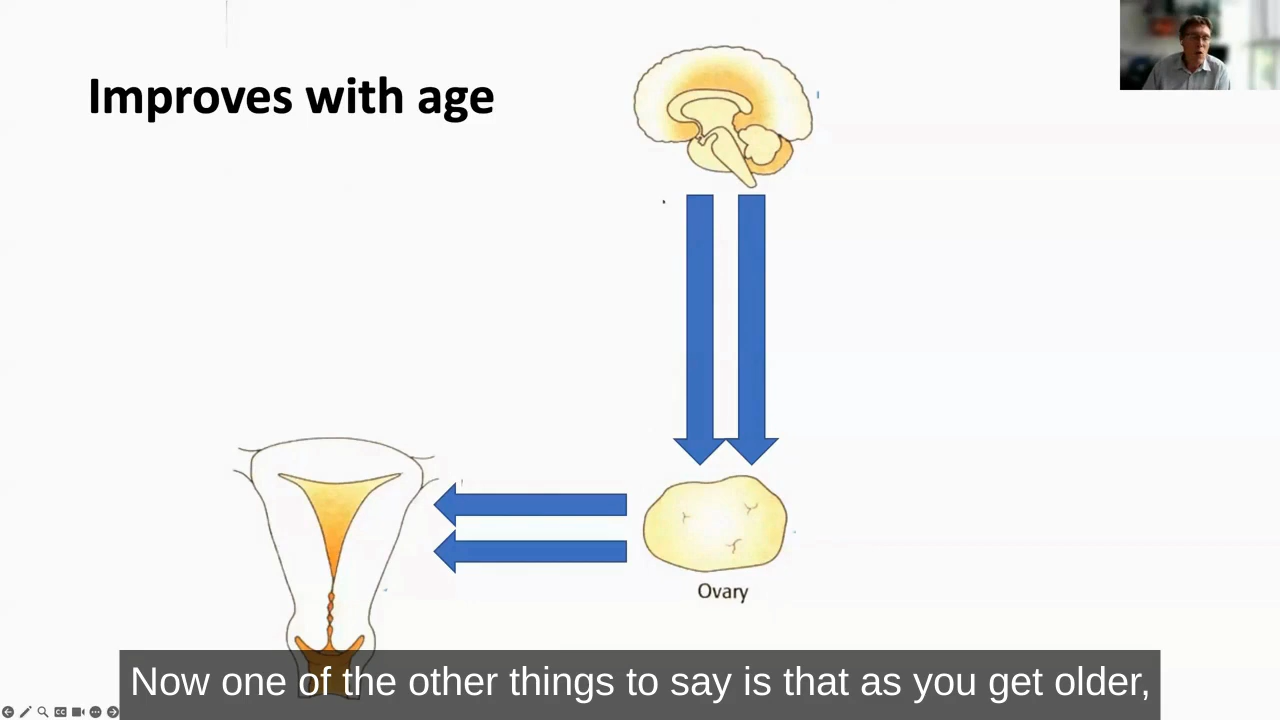 Improves with age
Ovary
Now one of the other things to say is that as you get older,